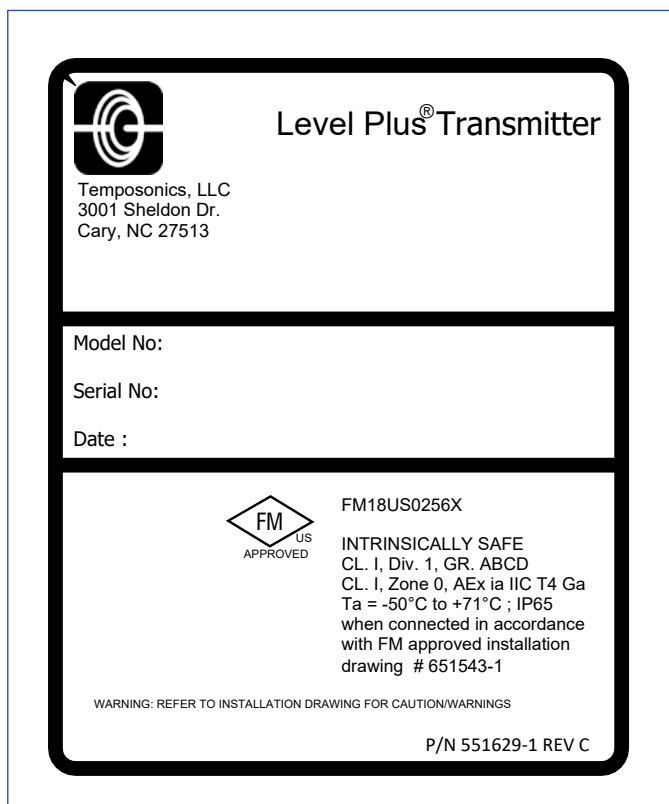 Level Plus® Transmitter
Temposonics, LLC
3001 Sheldon Dr.
Cary, NC 27513
Model No:
Serial No:
Date :
FM
US
APPROVED
FM18US0256X
INTRINSICALLY SAFE
CL. I, Div. 1, GR. ABCD
CL. I, Zone 0, AEx ia IIC T4 Ga
Ta = -50°C to +71°C ; IP65
when connected in accordance
with FM approved installation
drawing # 651543-1
WARNING: REFER TO INSTALLATION DRAWING FOR CAUTION/WARNINGS
P/N 551629-1 REV C